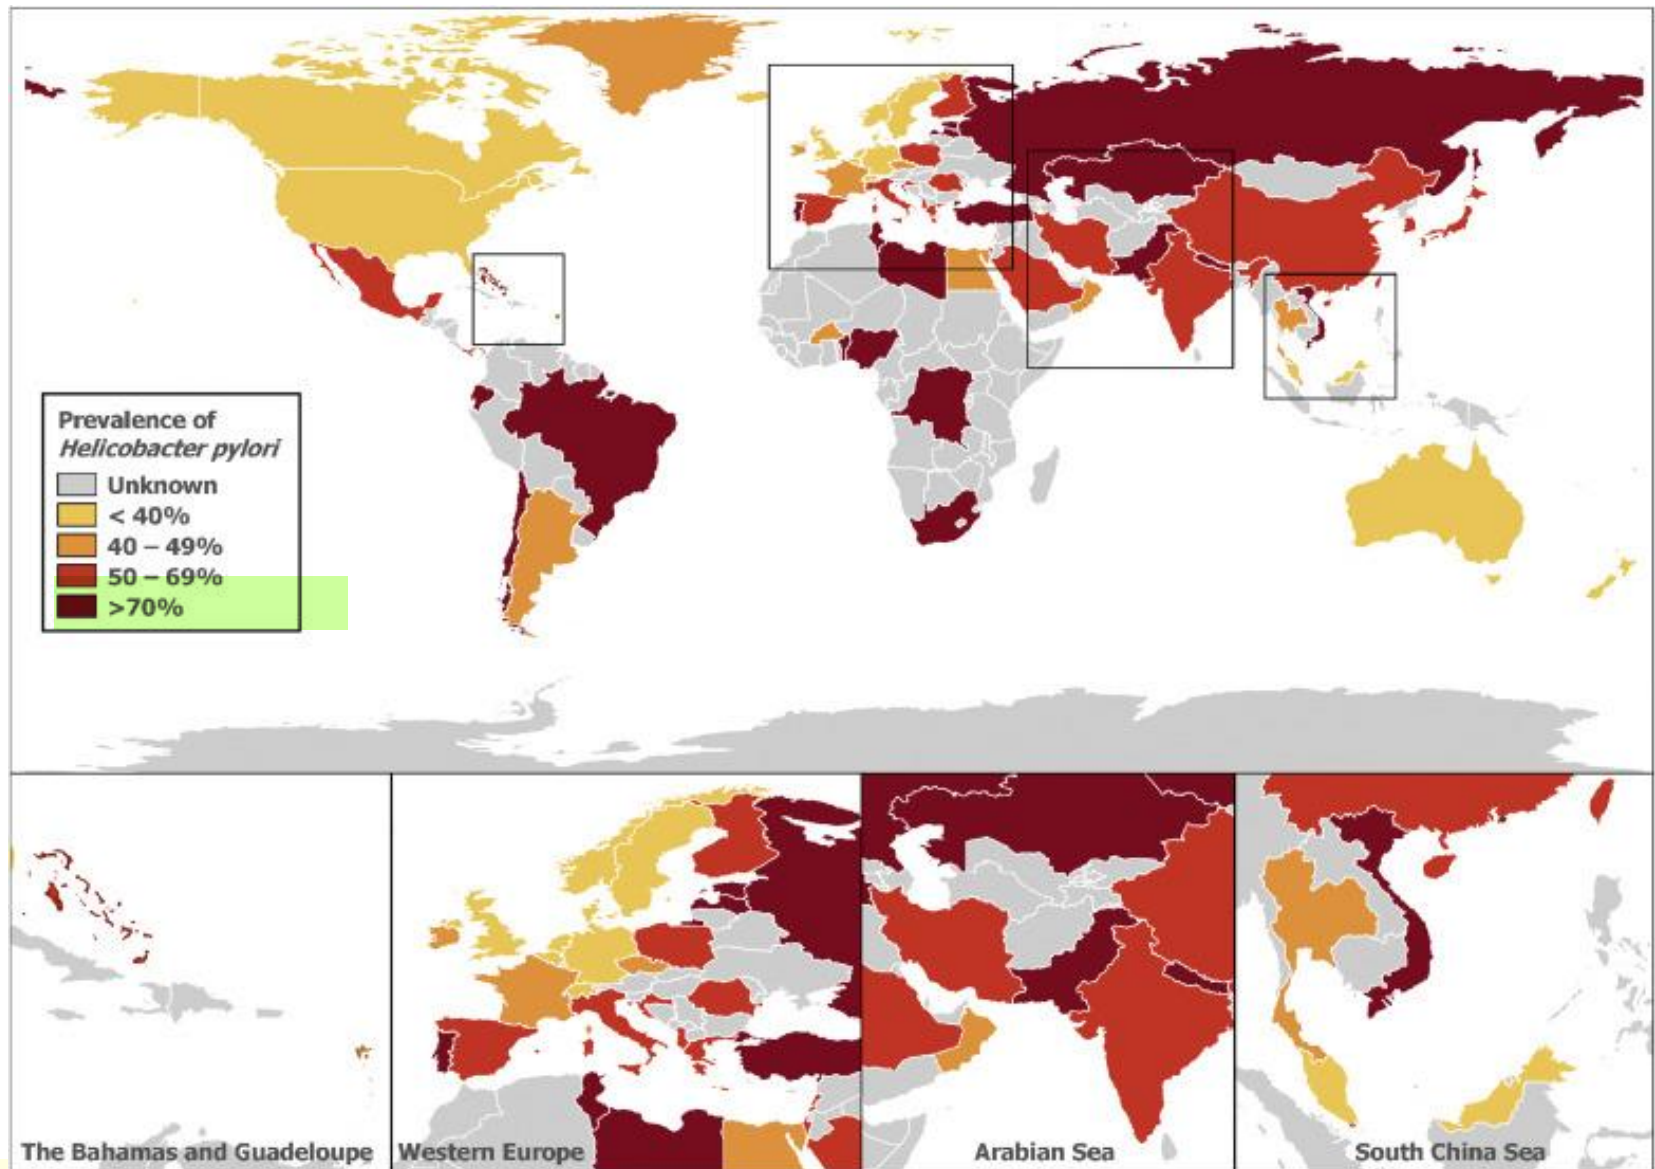 Prevalence of
Helicobacter pylori
Unknown
< 40%
40 – 49%
50 – 69%
>70%
The Bahamas and Guadeloupe
Western Europe
Arabian Sea
South China Sea